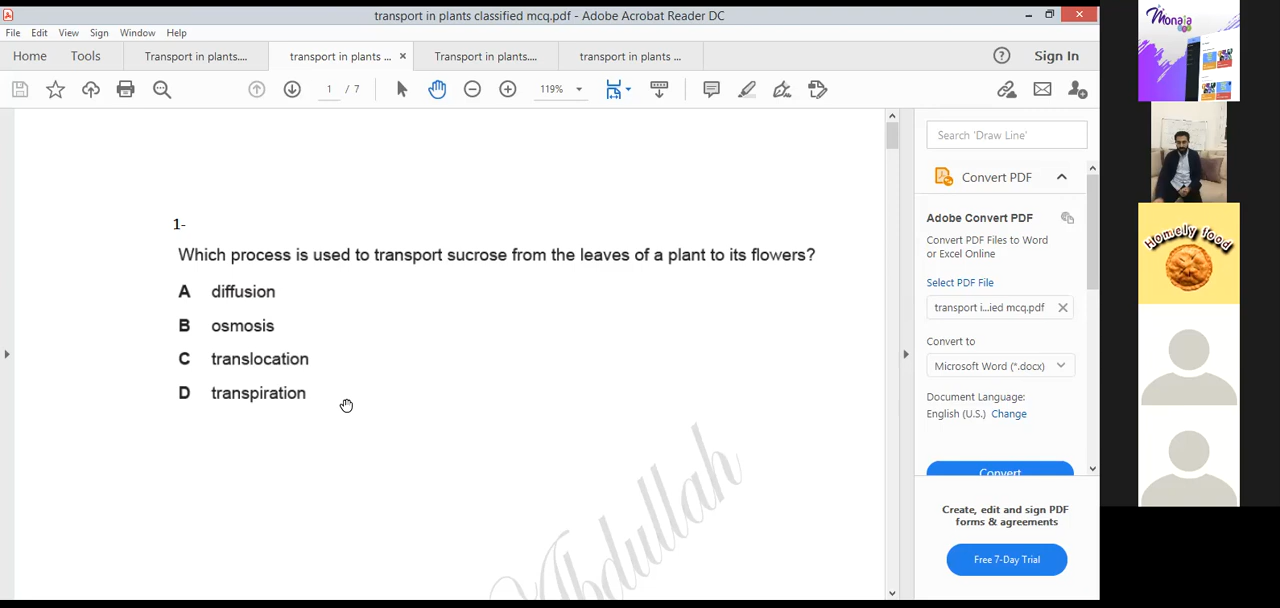 transport in plants classified mcq.pdf - Adobe Acrobat Reader DC
File Edit View Sign Window Help
Home Tools transport in plants.... transport in plants ... × transport in plants.... transport in plants ... Sign In
1 / 7 119%
Search 'Draw Line'
Convert PDF
Adobe Convert PDF
Convert PDF Files to Word
or Excel Online
Select PDF File
transport i...ied mcq.pdf
Convert to
Microsoft Word (*.docx)
Document Language:
English (U.S.) Change
Convert
Create, edit and sign PDF
forms & agreements
Free 7-Day Trial
1-
Which process is used to transport sucrose from the leaves of a plant to its flowers?
A diffusion
B osmosis
C translocation
D transpiration
Abdullah
Monaja
Homely food